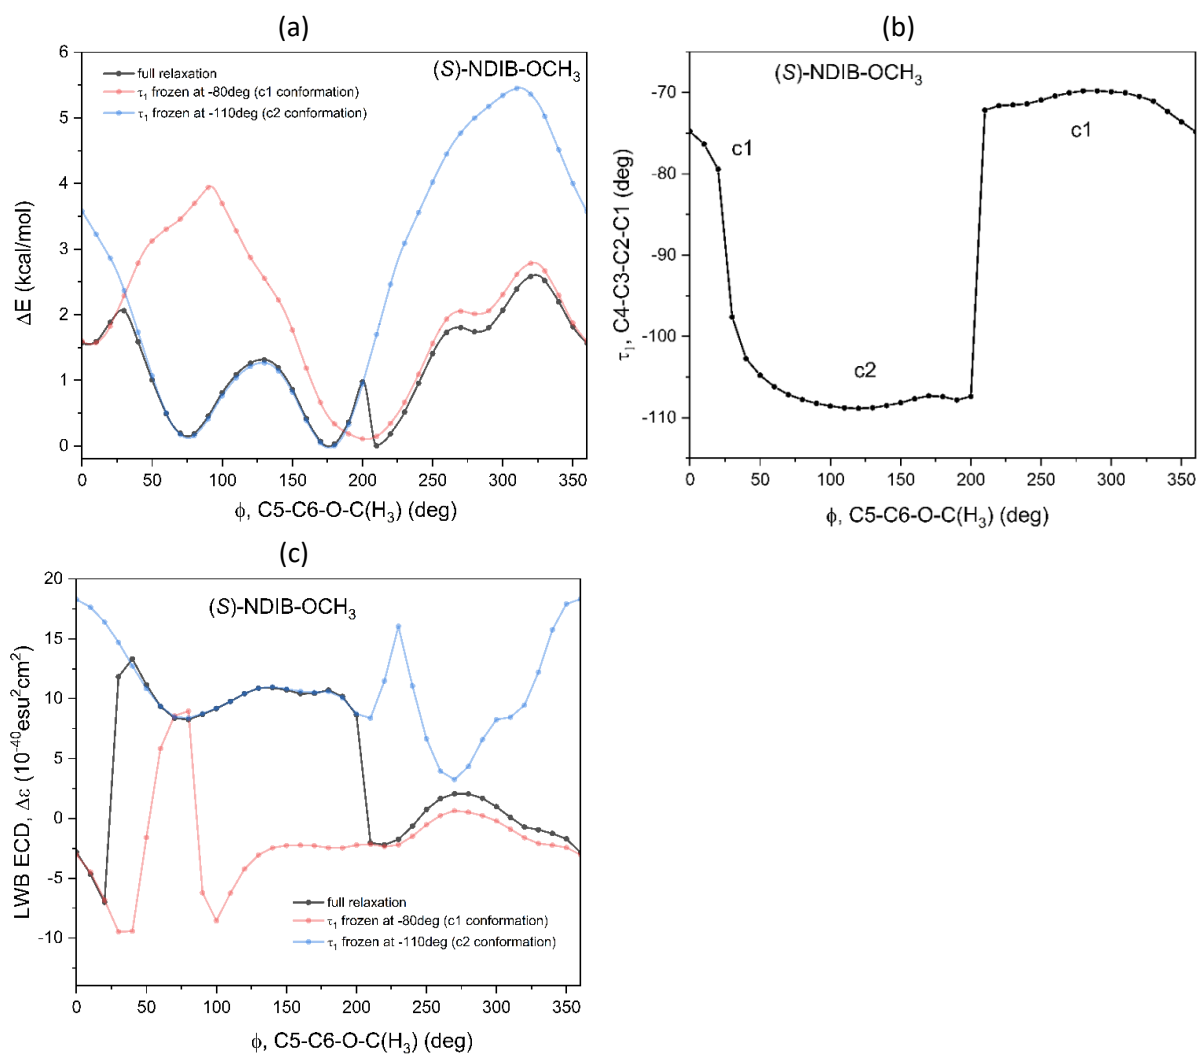 (a)
(S)-NDIB-OCH3
full relaxation
τ1 frozen at -80deg (c1 conformation)
τ1 frozen at -110deg (c2 conformation)
6
5
4
3
2
1
0
ΔE (kcal/mol)
0 50 100 150 200 250 300 350
ϕ, C5-C6-O-C(H3) (deg)
(b)
(S)-NDIB-OCH3
-70
-80
-90
-100
-110
τ1, C4-C3-C2-C1 (deg)
c1
c1
c2
0 50 100 150 200 250 300 350
ϕ, C5-C6-O-C(H3) (deg)
(c)
(S)-NDIB-OCH3
20
15
10
5
0
-5
-10
LWB ECD, Δε (10-40esu2cm2)
full relaxation
τ1 frozen at -80deg (c1 conformation)
τ1 frozen at -110deg (c2 conformation)
0 50 100 150 200 250 300 350
ϕ, C5-C6-O-C(H3) (deg)